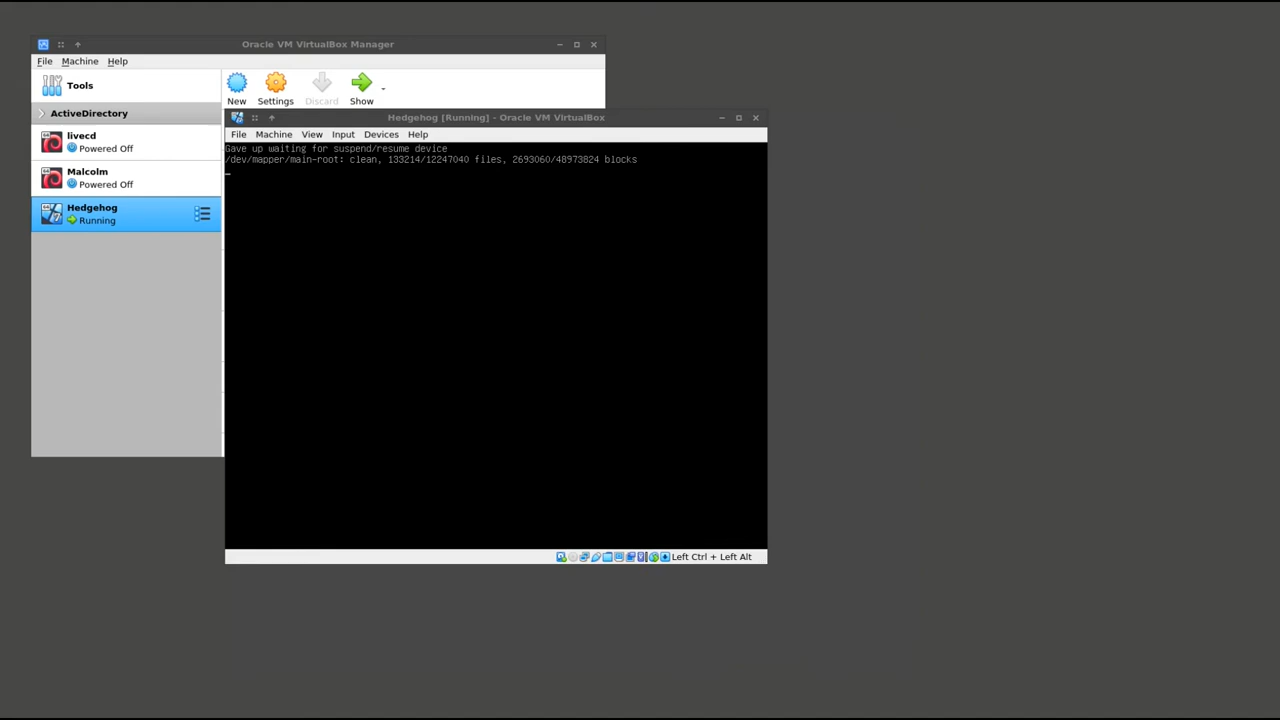 Oracle VM VirtualBox Manager
File Machine Help
Tools
New Settings Discard Show
ActiveDirectory
livecd
Powered Off
Malcolm
Powered Off
Hedgehog
Running
Hedgehog [Running] - Oracle VM VirtualBox
File Machine View Input Devices Help
Gave up waiting for suspend/resume device
/dev/mapper/main-root: clean, 133214/12247040 files, 2693060/48973824 blocks
Left Ctrl + Left Alt